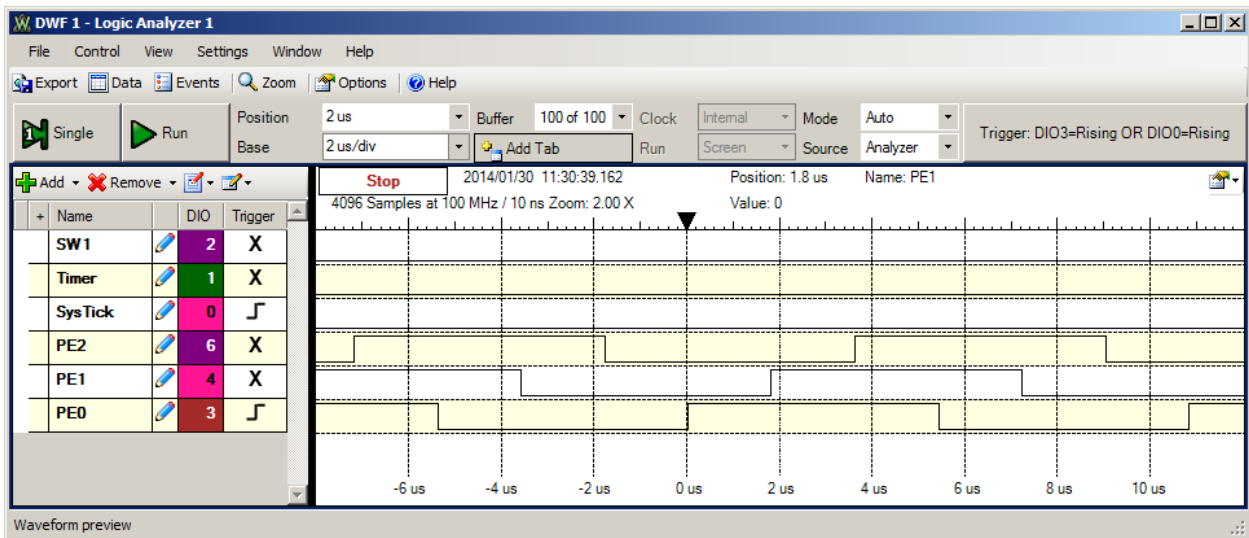 DWF 1 - Logic Analyzer 1
File Control View Settings Window Help
Export Data Events Zoom Options Help
Single Run Position 2 us Buffer 100 of 100 Clock Internal Mode Auto Trigger: DIO3=Rising OR DIO0=Rising
Base 2 us/div Add Tab Run Screen Source Analyzer
Add Remove Stop 2014/01/30 11:30:39.162 Position: 1.8 us Name: PE1
4096 Samples at 100 MHz / 10 ns Zoom: 2.00 X Value: 0
+ Name DIO Trigger
SW1 2 X
Timer 1 X
SysTick 0
PE2 6 X
PE1 4 X
PE0 3
-6 us -4 us -2 us 0 us 2 us 4 us 6 us 8 us 10 us
Waveform preview